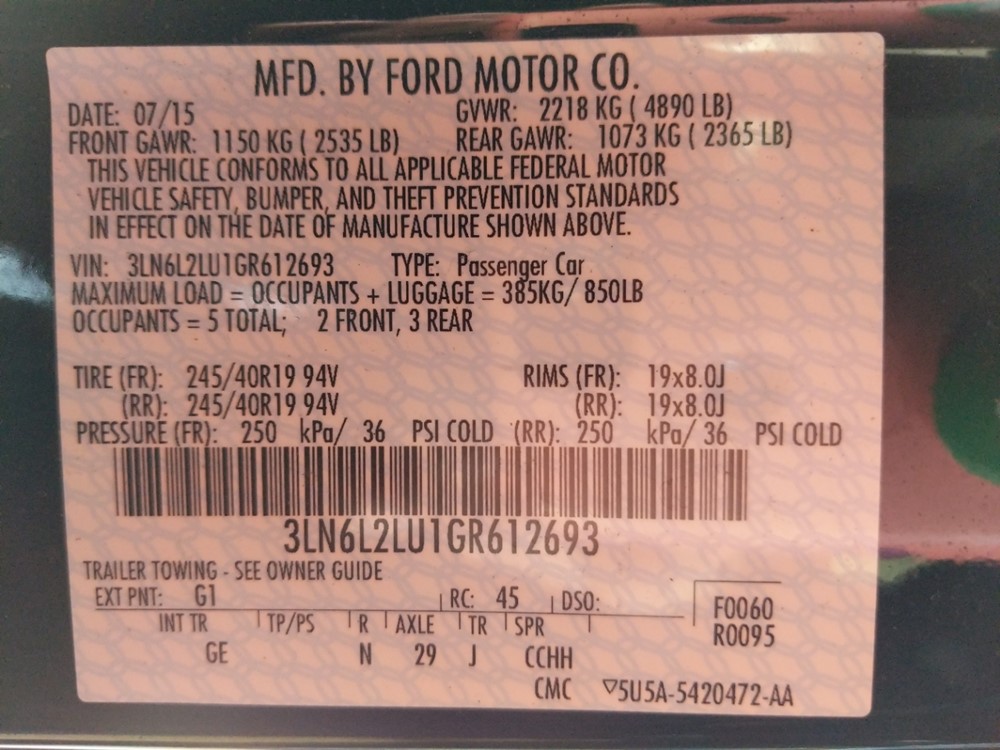 MFD. BY FORD MOTOR CO.
DATE: 07/15 GVWR: 2218 KG ( 4890 LB)
FRONT GAWR: 1150 KG ( 2535 LB) REAR GAWR: 1073 KG ( 2365 LB)
THIS VEHICLE CONFORMS TO ALL APPLICABLE FEDERAL MOTOR
VEHICLE SAFETY, BUMPER, AND THEFT PREVENTION STANDARDS
IN EFFECT ON THE DATE OF MANUFACTURE SHOWN ABOVE.
VIN: 3LN6L2LU1GR612693 TYPE: Passenger Car
MAXIMUM LOAD = OCCUPANTS + LUGGAGE = 385KG/ 850LB
OCCUPANTS = 5 TOTAL; 2 FRONT, 3 REAR
TIRE (FR): 245/40R19 94V RIMS (FR): 19x8.0J
(RR): 245/40R19 94V (RR): 19x8.0J
PRESSURE (FR): 250 kPa/ 36 PSI COLD (RR): 250 kPa/ 36 PSI COLD
3LN6L2LU1GR612693
TRAILER TOWING - SEE OWNER GUIDE
EXT PNT: G1 RC: 45 DSO: F0060
INT TR TP/PS R AXLE TR SPR R0095
GE N 29 J CCHH
CMC ▽5U5A-5420472-AA